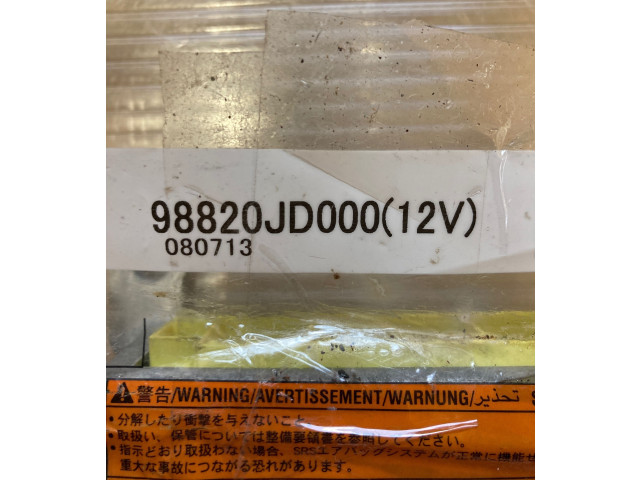 98820JD000(12V)
080713
警告/WARNING/AVERTISSEMENT/WARNUNG/تحذير S
・分解したり衝撃を与えないこと
・取扱い、保管については整備要領書を参照してください。
・指示どおり取扱わない場合、SRSエアバッグシステムが正常に機能せ
重大な事故につながる恐れがあります。